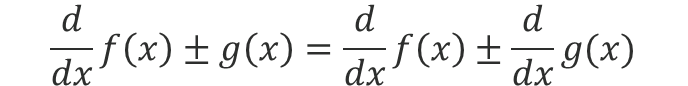 d/dx f(x) ± g(x) = d/dx f(x) ± d/dx g(x)